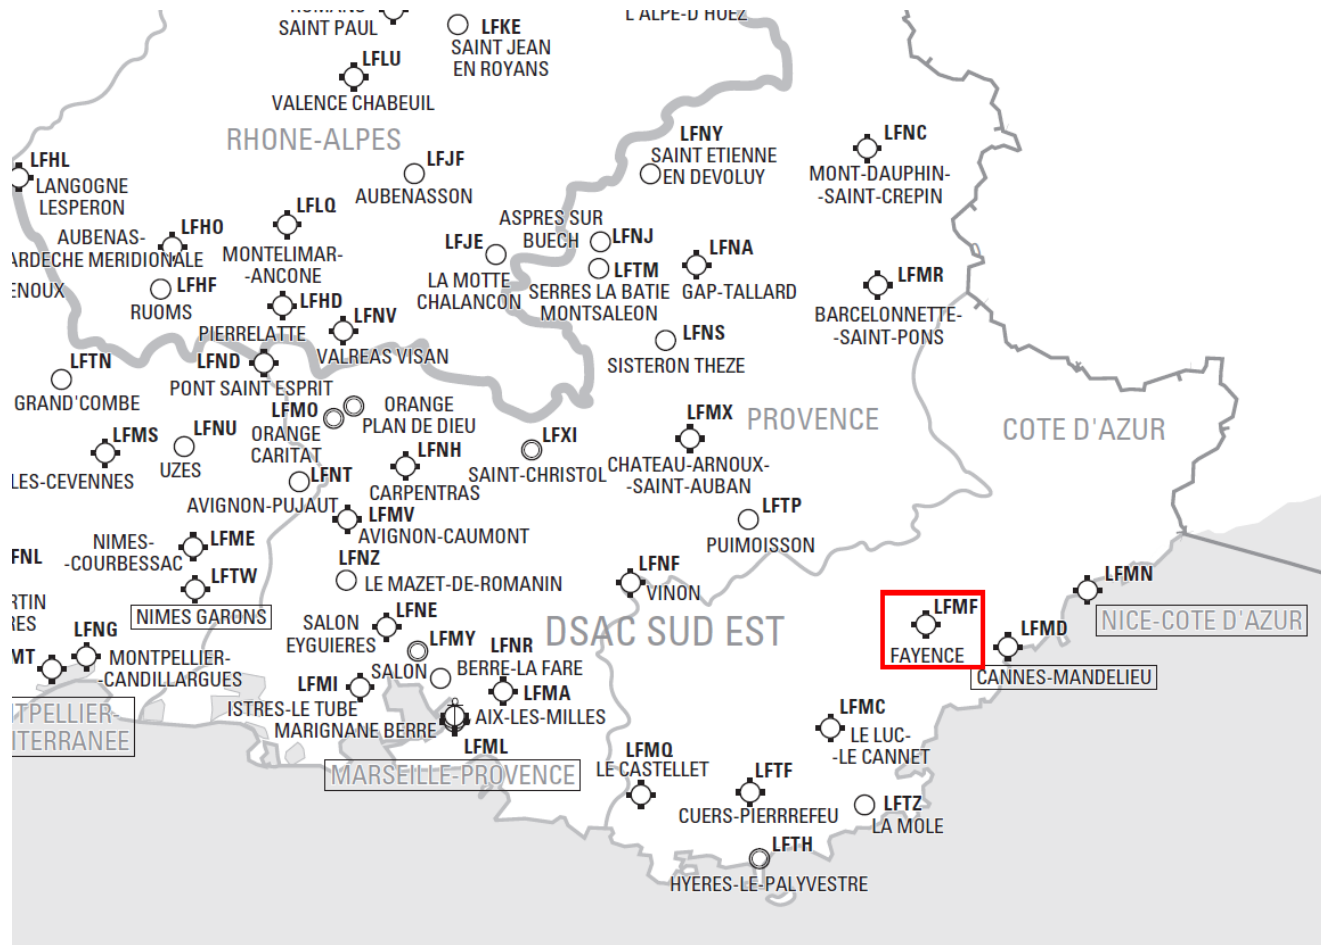 SAINT PAUL
LFKE
SAINT JEAN
EN ROYANS
L'ALPE-D'HUEZ
LFLU
VALENCE CHABEUIL
RHONE-ALPES
LFNY
SAINT ETIENNE
EN DEVOLUY
LFNC
MONT-DAUPHIN-
-SAINT-CREPIN
LFHL
LANGOGNE
LESPERON
LFJF
AUBENASSON
LFLQ
MONTELIMAR-
-ANCONE
LFHO
AUBENAS-
ARDECHE MERIDIONALE
ASPRES SUR
BUECH
LFNJ
LFJE
LA MOTTE
CHALANCON
LFTM
SERRES LA BATIE
MONTSALEON
LFNA
GAP-TALLARD
ENOUX
LFHF
RUOMS
LFHD
PIERRELATTE
LFMR
BARCELONNETTE-
-SAINT-PONS
LFNV
VALREAS VISAN
LFNS
SISTERON THEZE
LFTN
GRAND'COMBE
LFND
PONT SAINT ESPRIT
LFMO
ORANGE
CARITAT
ORANGE
PLAN DE DIEU
LFMX
CHATEAU-ARNOUX-
-SAINT-AUBAN
PROVENCE
COTE D'AZUR
LFMS
LES-CEVENNES
LFNU
UZES
LFNH
CARPENTRAS
LFXI
SAINT-CHRISTOL
LFNT
AVIGNON-PUJAUT
LFMV
AVIGNON-CAUMONT
LFTP
PUIMOISSON
FNL
NIMES-
-COURBESSAC
LFME
LFNZ
LE MAZET-DE-ROMANIN
LFNF
VINON
LFMN
NICE-COTE D'AZUR
LFTW
NIMES GARONS
RTIN
RES
LFNE
SALON
EYGUIERES
DSAC SUD EST
LFMF
FAYENCE
LFMD
CANNES-MANDELIEU
MT
LFNG
MONTPELLIER-
-CANDILLARGUES
LFMY
SALON
LFNR
BERRE-LA FARE
LFMI
ISTRES-LE TUBE
LFMA
AIX-LES-MILLES
MARIGNANE BERRE
LFML
MARSEILLE-PROVENCE
TPELLIER-
ITERRANEE
LFMC
LE LUC-
-LE CANNET
LFMQ
LE CASTELLET
LFTF
CUERS-PIERRREFEU
LFTZ
LA MOLE
LFTH
HYERES-LE-PALYVESTRE